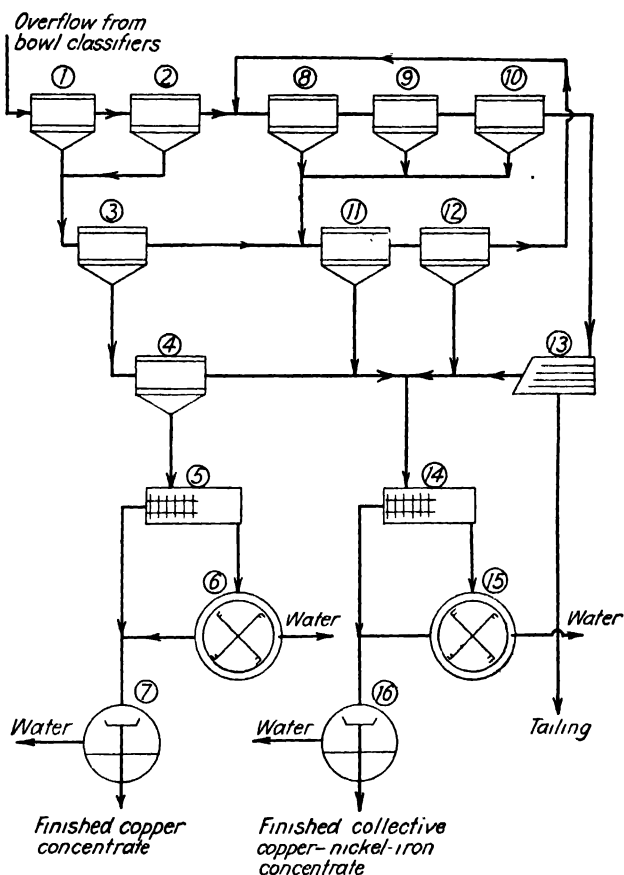 Overflow from
bowl classifiers
1
2
8
9
10
3
11
12
4
13
5
14
6
15
Water
Water
7
16
Water
Water
Tailing
Finished copper
concentrate
Finished collective
copper-nickel-iron
concentrate